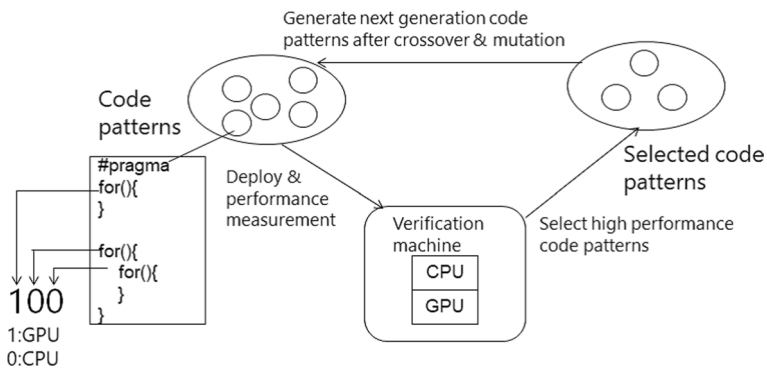 Generate next generation code
patterns after crossover & mutation
Code
patterns
#pragma
for(){
}
for(){
for(){
}
}
100
1:GPU
0:CPU
Deploy &
performance
measurement
Verification
machine
CPU
GPU
Selected code
patterns
Select high performance
code patterns